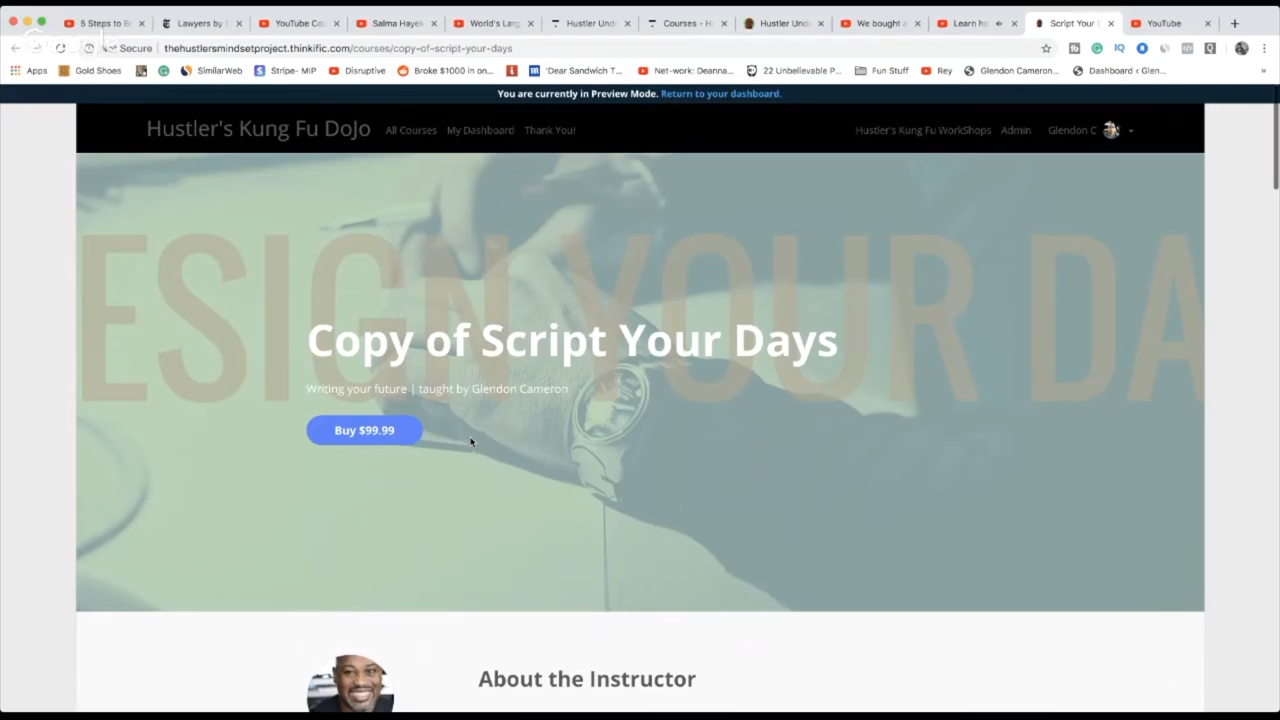 5 Steps to B
Lawyers by
YouTube Co
Salma Hayek
World's Larg
Hustler Und
Courses - H
Hustler Und
We bought a
Learn ho
Script Your
YouTube
Not Secure
thehustlersmindsetproject.thinkific.com/courses/copy-of-script-your-days
Apps
Gold Shoes
SimilarWeb
Stripe- MIP
Disruptive
Broke $1000 in on...
'Dear Sandwich T...
Net-work: Deanna...
22 Unbelievable P...
Fun Stuff
Rey
Glendon Cameron...
Dashboard ‹ Glen...
»
You are currently in Preview Mode. Return to your dashboard.
Hustler's Kung Fu DoJo
All Courses
My Dashboard
Thank You!
Hustler's Kung Fu WorkShops
Admin
Glendon C
ESIGN YOUR DA
Copy of Script Your Days
Writing your future | taught by Glendon Cameron
Buy $99.99
About the Instructor